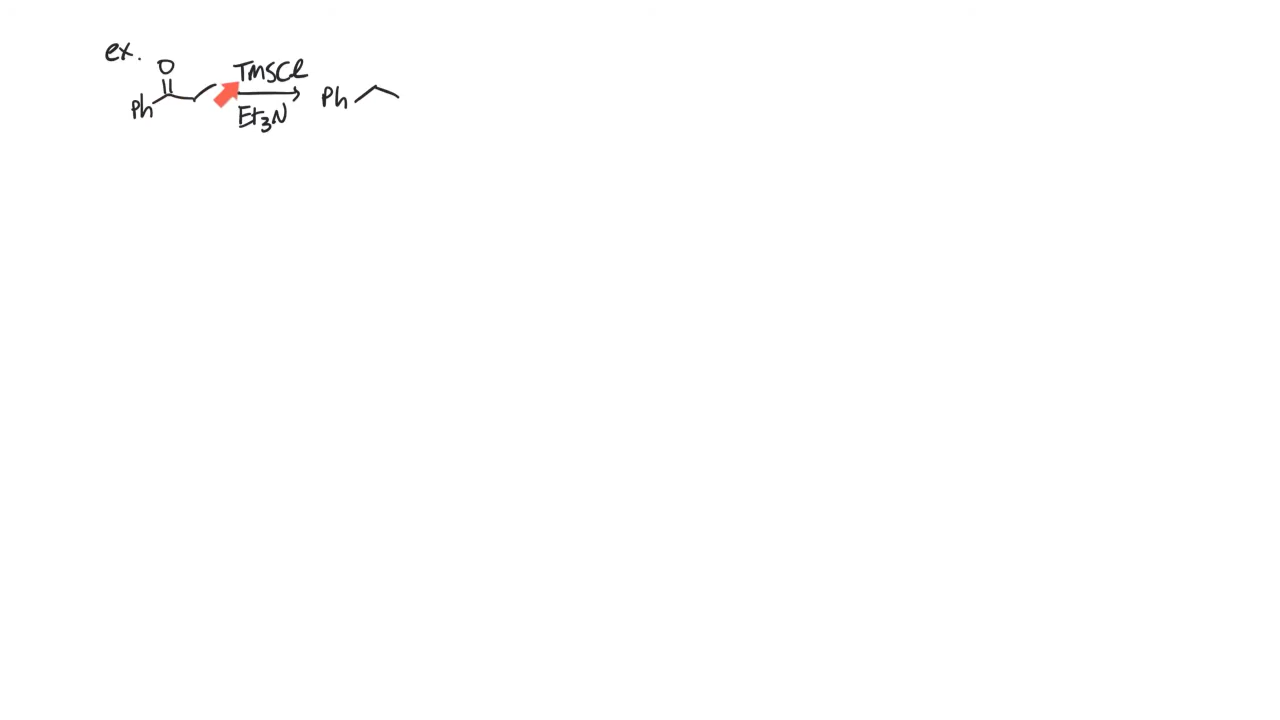 ex.
O
TMSCl
Ph
Et3N
Ph